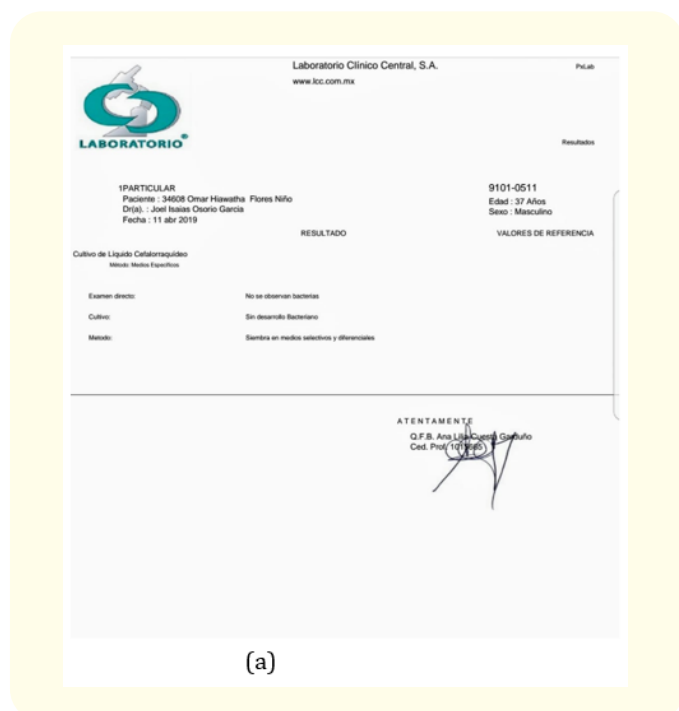 Laboratorio Clínico Central, S.A.
PxLab
www.lcc.com.mx
LABORATORIO®
Resultados
1PARTICULAR
9101-0511
Paciente : 34608 Omar Hiawatha Flores Niño
Edad : 37 Años
Dr(a). : Joel Isaias Osorio Garcia
Sexo : Masculino
Fecha : 11 abr 2019
RESULTADO
VALORES DE REFERENCIA
Cultivo de Líquido Cefalorraquídeo
Método: Medios Específicos
Examen directo:
No se observan bacterias
Cultivo:
Sin desarrollo Bacteriano
Metodo:
Siembra en medios selectivos y diferenciales
ATENTAMENTE
Q.F.B. Ana Lilia Cuesta Garduño
Ced. Prof.
(a)